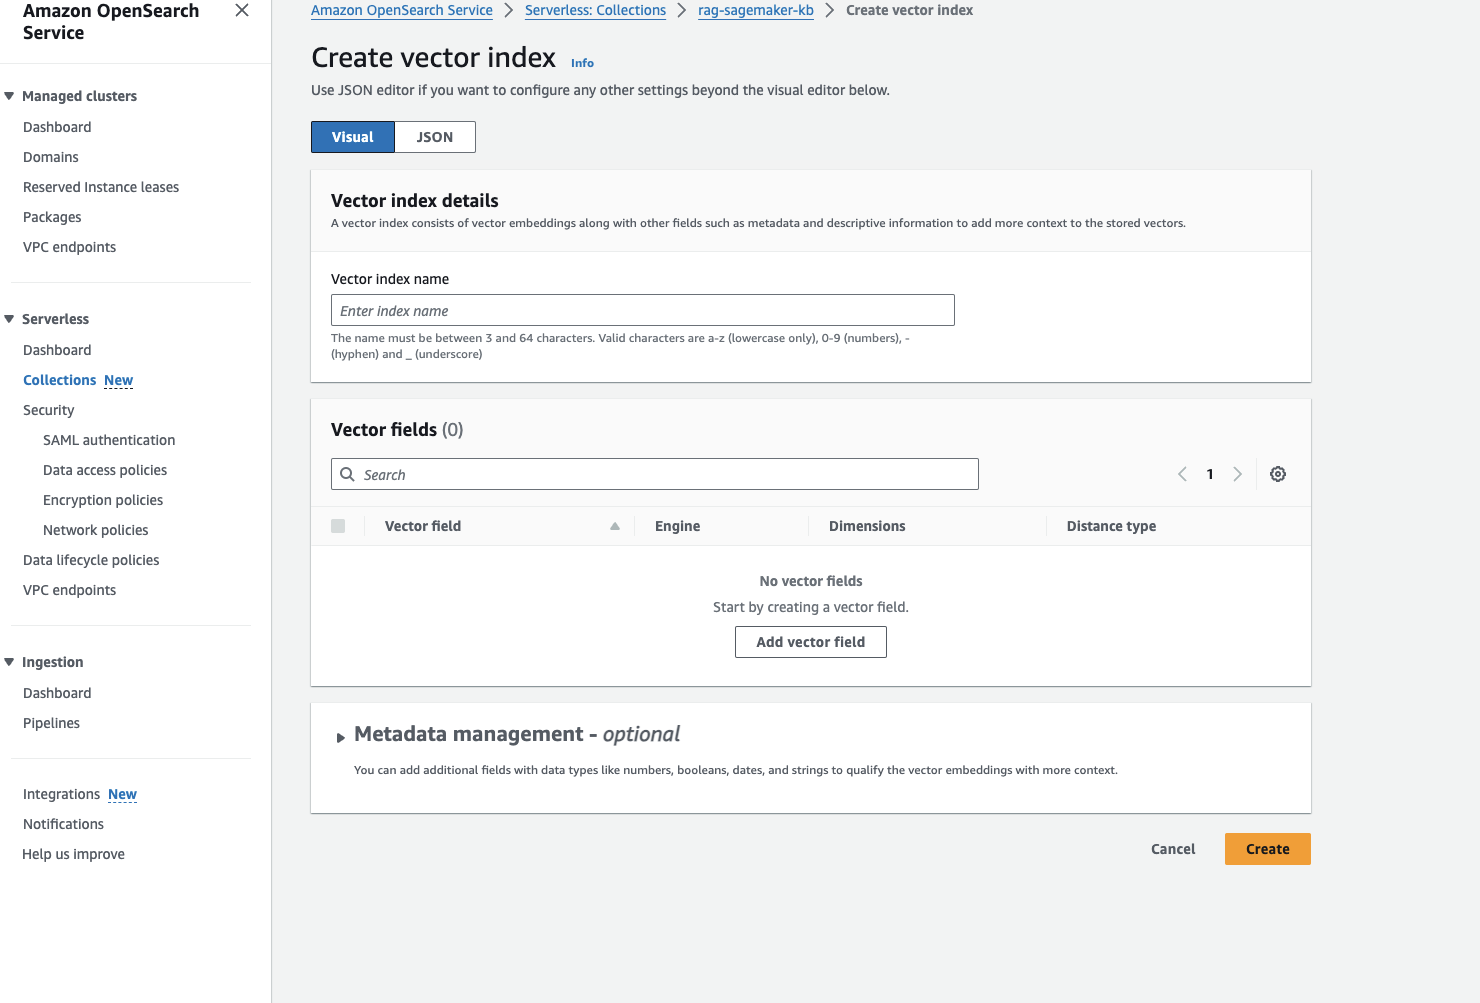 Amazon OpenSearch
Service
Managed clusters
Dashboard
Domains
Reserved Instance leases
Packages
VPC endpoints
Serverless
Dashboard
Collections New
Security
SAML authentication
Data access policies
Encryption policies
Network policies
Data lifecycle policies
VPC endpoints
Ingestion
Dashboard
Pipelines
Integrations New
Notifications
Help us improve
Amazon OpenSearch Service > Serverless: Collections > rag-sagemaker-kb > Create vector index
Create vector index Info
Use JSON editor if you want to configure any other settings beyond the visual editor below.
Visual JSON
Vector index details
A vector index consists of vector embeddings along with other fields such as metadata and descriptive information to add more context to the stored vectors.
Vector index name
Enter index name
The name must be between 3 and 64 characters. Valid characters are a-z (lowercase only), 0-9 (numbers), -
(hyphen) and _ (underscore)
Vector fields (0)
Search
1
Vector field Engine Dimensions Distance type
No vector fields
Start by creating a vector field.
Add vector field
Metadata management - optional
You can add additional fields with data types like numbers, booleans, dates, and strings to qualify the vector embeddings with more context.
Cancel Create